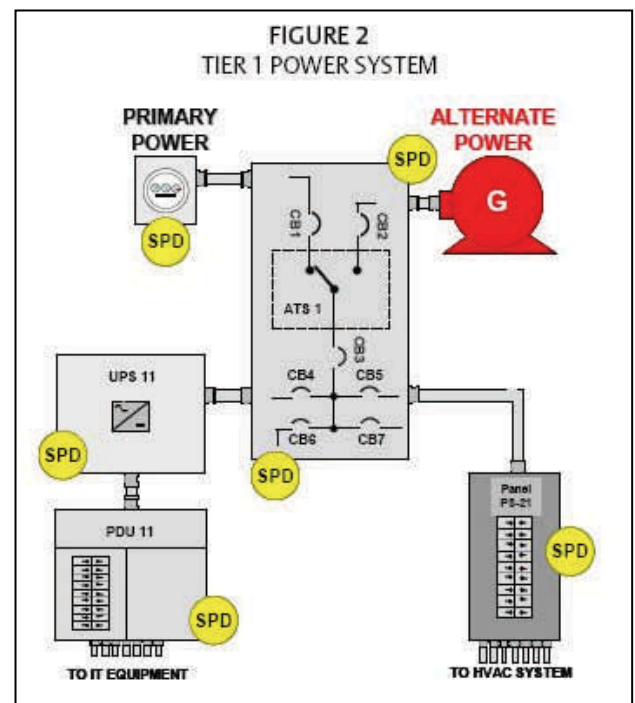 FIGURE 2
TIER 1 POWER SYSTEM
PRIMARY
POWER
ALTERNATE
POWER
SPD
G
SPD
CB1
CB2
ATS 1
CB3
UPS 11
CB4
CB5
CB6
CB7
SPD
SPD
Panel
PS-21
PDU 11
SPD
SPD
TO IT EQUIPMENT
TO HVAC SYSTEM